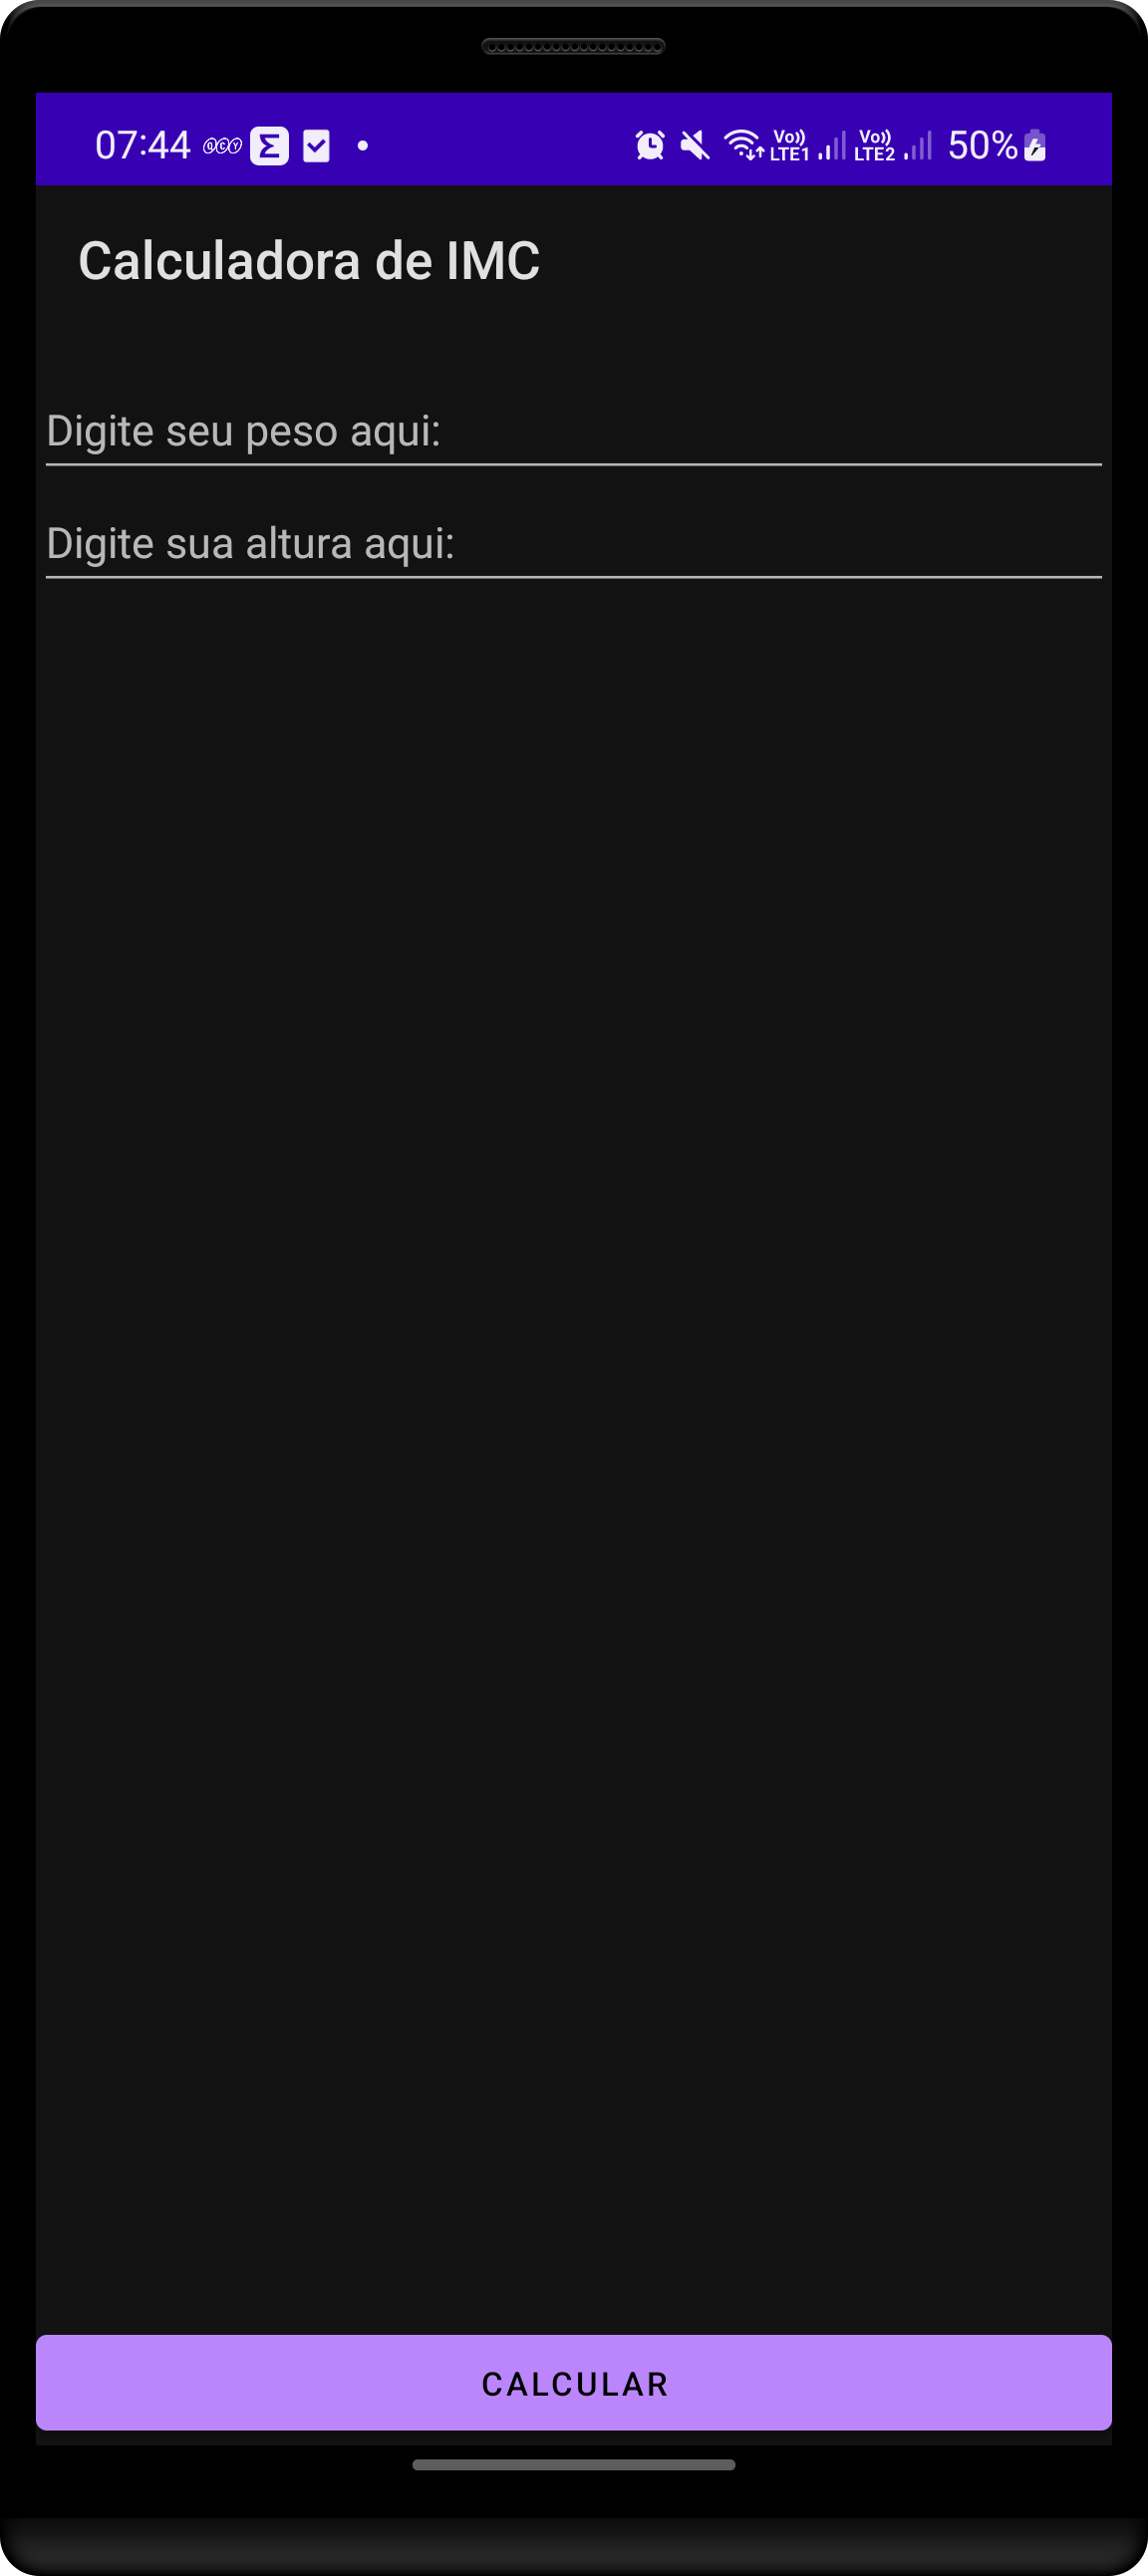 07:44 Σ Vo)) LTE1 Vo)) LTE2 50%
Calculadora de IMC
Digite seu peso aqui:
Digite sua altura aqui:
CALCULAR